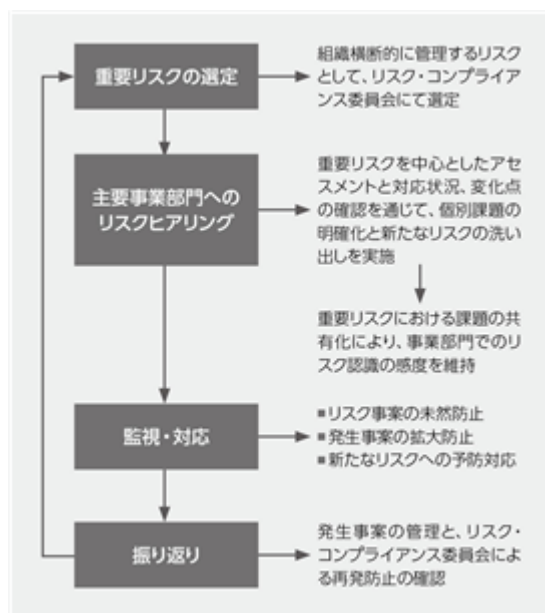 重要リスクの選定
組織横断的に管理するリスク
として、リスク・コンプライア
ンス委員会にて選定
主要事業部門への
リスクヒアリング
重要リスクを中心としたアセ
スメントと対応状況、変化点
の確認を通じて、個別課題の
明確化と新たなリスクの洗い
出しを実施
重要リスクにおける課題の共
有化により、事業部門でのリ
スク認識の感度を維持
監視・対応
■リスク事案の未然防止
■発生事案の拡大防止
■新たなリスクへの予防対応
振り返り
発生事案の管理と、リスク・
コンプライアンス委員会によ
る再発防止の確認